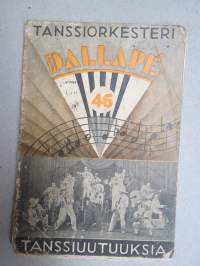 TANSSIORKESTERI
DALLAPÉ
46
TANSSIUUTUUKSIA